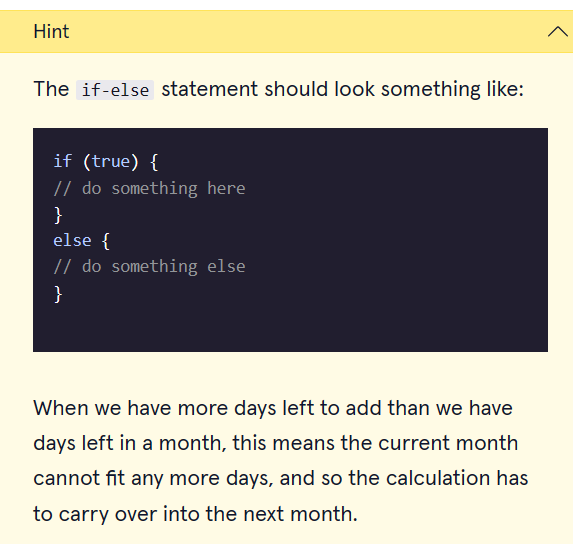 Hint
The if-else statement should look something like:
if (true) {
// do something here
}
else {
// do something else
}
When we have more days left to add than we have
days left in a month, this means the current month
cannot fit any more days, and so the calculation has
to carry over into the next month.